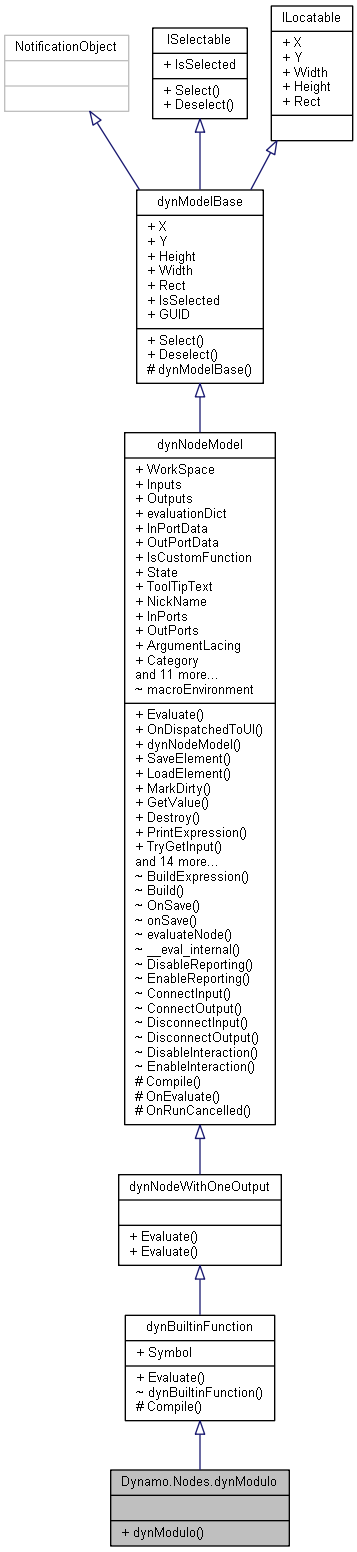 NotificationObject
ISelectable
+ IsSelected
+ Select()
+ Deselect()
ILocatable
+ X
+ Y
+ Width
+ Height
+ Rect
dynModelBase
+ X
+ Y
+ Height
+ Width
+ Rect
+ IsSelected
+ GUID
+ Select()
+ Deselect()
# dynModelBase()
dynNodeModel
+ WorkSpace
+ Inputs
+ Outputs
+ evaluationDict
+ InPortData
+ OutPortData
+ IsCustomFunction
+ State
+ ToolTipText
+ NickName
+ InPorts
+ OutPorts
+ ArgumentLacing
+ Category
and 11 more...
~ macroEnvironment
+ Evaluate()
+ OnDispatchedToUI()
+ dynNodeModel()
+ SaveElement()
+ LoadElement()
+ MarkDirty()
+ GetValue()
+ Destroy()
+ PrintExpression()
+ TryGetInput()
and 14 more...
~ BuildExpression()
~ Build()
~ OnSave()
~ onSave()
~ evaluateNode()
~ __eval_internal()
~ DisableReporting()
~ EnableReporting()
~ ConnectInput()
~ ConnectOutput()
~ DisconnectInput()
~ DisconnectOutput()
~ DisableInteraction()
~ EnableInteraction()
# Compile()
# OnEvaluate()
# OnRunCancelled()
dynNodeWithOneOutput
+ Evaluate()
+ Evaluate()
dynBuiltinFunction
+ Symbol
+ Evaluate()
~ dynBuiltinFunction()
# Compile()
Dynamo.Nodes.dynModulo
+ dynModulo()